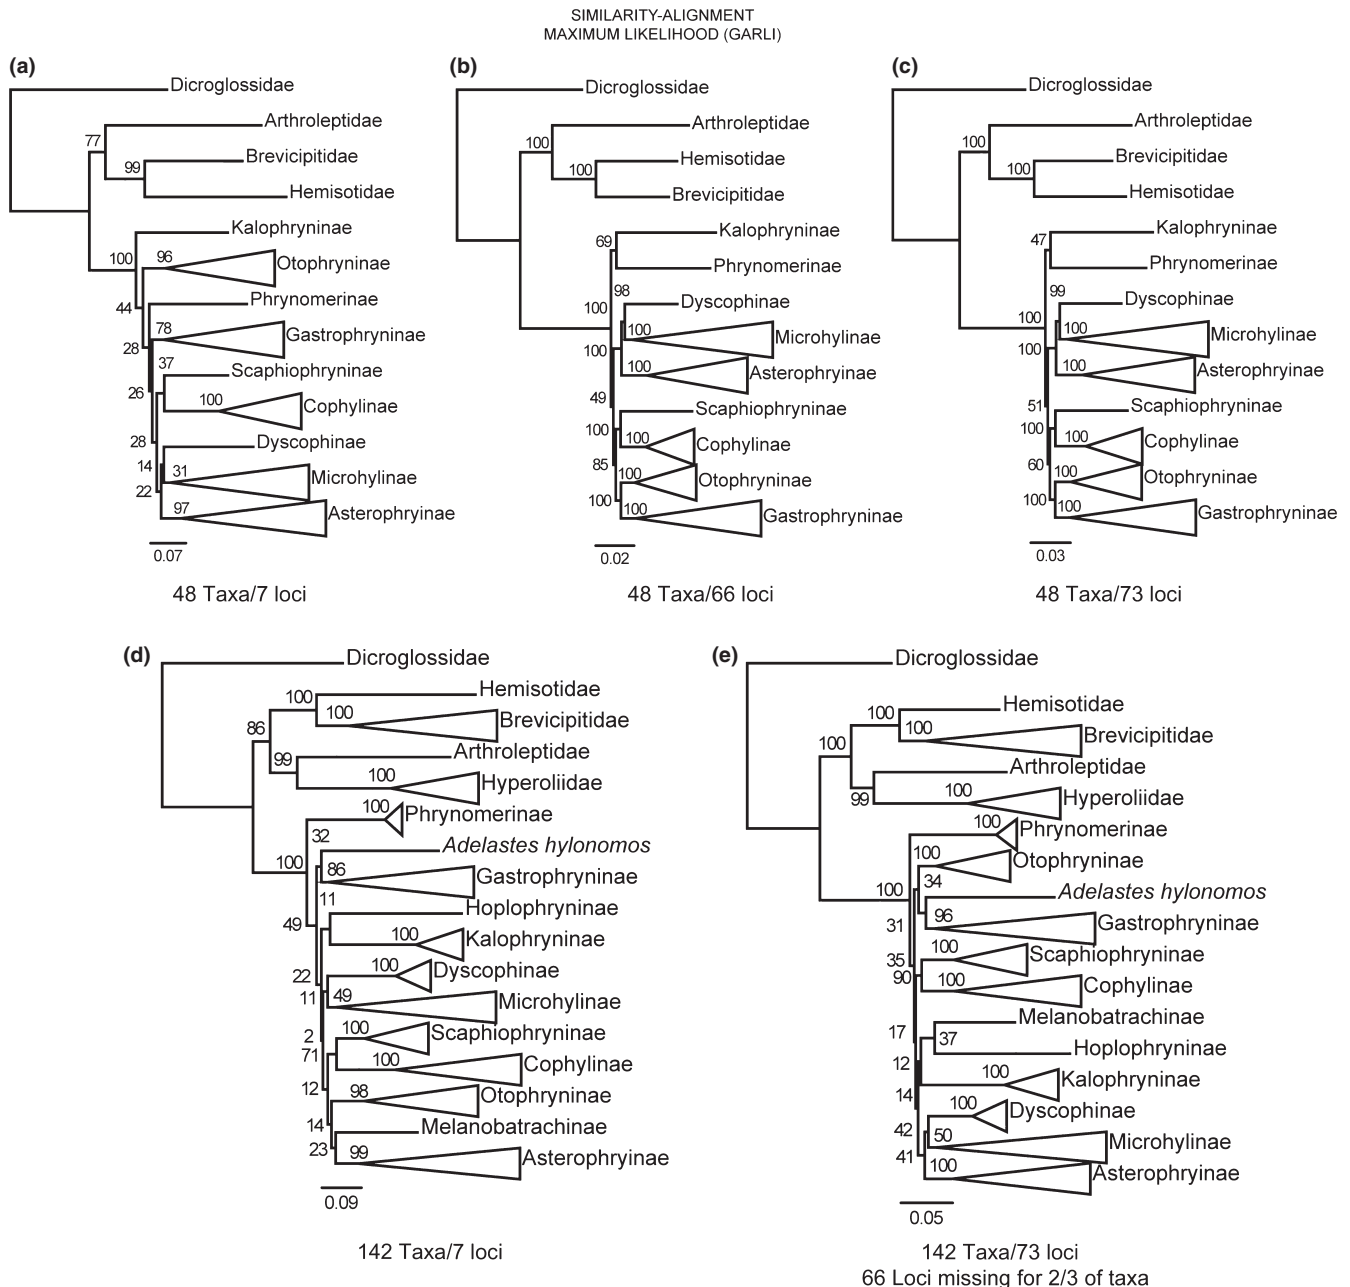 SIMILARITY-ALIGNMENT
MAXIMUM LIKELIHOOD (GARLI)
(a)
Dicroglossidae
Arthroleptidae
77
Brevicipitidae
99
Hemisotidae
Kalophryninae
100
96
Otophryninae
44
Phrynomerinae
78
Gastrophryninae
28
37
Scaphiophryninae
26
100
Cophylinae
28
Dyscophinae
14
31
Microhylinae
22
97
Asterophryinae
0.07
48 Taxa/7 loci
(b)
Dicroglossidae
Arthroleptidae
100
Hemisotidae
100
Brevicipitidae
Kalophryninae
69
Phrynomerinae
98
Dyscophinae
100
100
Microhylinae
100
100
Asterophryinae
49
Scaphiophryninae
100
100
Cophylinae
85
100
Otophryninae
100
100
Gastrophryninae
0.02
48 Taxa/66 loci
(c)
Dicroglossidae
Arthroleptidae
100
Brevicipitidae
100
Hemisotidae
Kalophryninae
47
Phrynomerinae
99
Dyscophinae
100
100
Microhylinae
100
100
Asterophryinae
51
Scaphiophryninae
100
100
Cophylinae
60
100
Otophryninae
100
100
Gastrophryninae
0.03
48 Taxa/73 loci
(d)
Dicroglossidae
Hemisotidae
100
100
Brevicipitidae
86
Arthroleptidae
99
100
Hyperoliidae
100
Phrynomerinae
32
Adelastes hylonomos
100
86
Gastrophryninae
11
Hoplophryninae
49
100
Kalophryninae
100
Dyscophinae
22
11
49
Microhylinae
2
100
Scaphiophryninae
71
100
Cophylinae
12
98
Otophryninae
14
Melanobatrachinae
23
99
Asterophryinae
0.09
142 Taxa/7 loci
(e)
Dicroglossidae
Hemisotidae
100
100
Brevicipitidae
100
Arthroleptidae
99
100
Hyperoliidae
100
Phrynomerinae
100
Otophryninae
34
100
Adelastes hylonomos
96
Gastrophryninae
31
100
Scaphiophryninae
35
90
100
Cophylinae
Melanobatrachinae
17
37
Hoplophryninae
12
100
Kalophryninae
14
100
Dyscophinae
42
50
Microhylinae
41
100
Asterophryinae
0.05
142 Taxa/73 loci
66 Loci missing for 2/3 of taxa